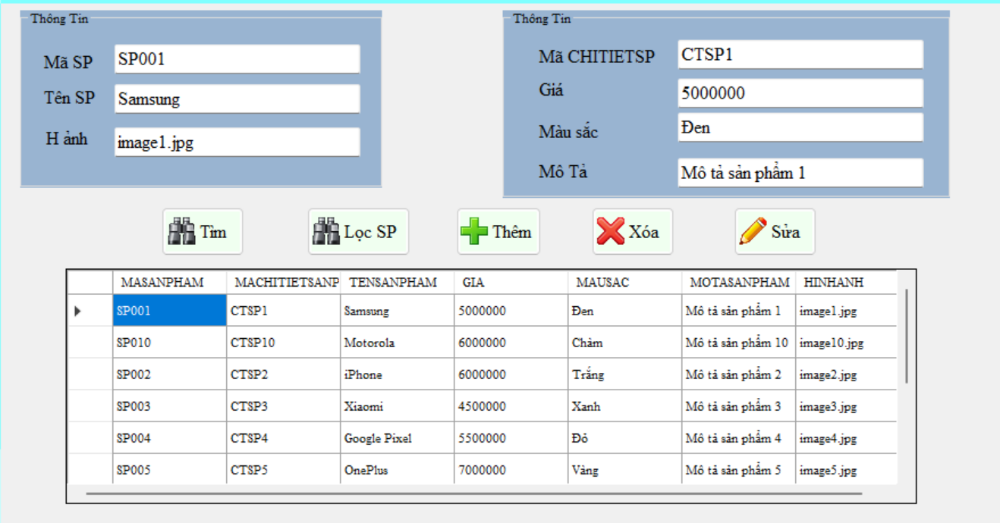 Thông Tin
Mã SP SP001
Tên SP Samsung
H ảnh image1.jpg
Thông Tin
Mã CHITIETSP CTSP1
Giá 5000000
Màu sắc Đen
Mô Tả Mô tả sản phẩm 1
Tìm Lọc SP Thêm Xóa Sửa
MASANPHAM MACHITIETSANP TENSANPHAM GIA MAUSAC MOTASANPHAM HINHANH
SP001 CTSP1 Samsung 5000000 Đen Mô tả sản phẩm 1 image1.jpg
SP010 CTSP10 Motorola 6000000 Chàm Mô tả sản phẩm 10 image10.jpg
SP002 CTSP2 iPhone 6000000 Trắng Mô tả sản phẩm 2 image2.jpg
SP003 CTSP3 Xiaomi 4500000 Xanh Mô tả sản phẩm 3 image3.jpg
SP004 CTSP4 Google Pixel 5500000 Đỏ Mô tả sản phẩm 4 image4.jpg
SP005 CTSP5 OnePlus 7000000 Vàng Mô tả sản phẩm 5 image5.jpg